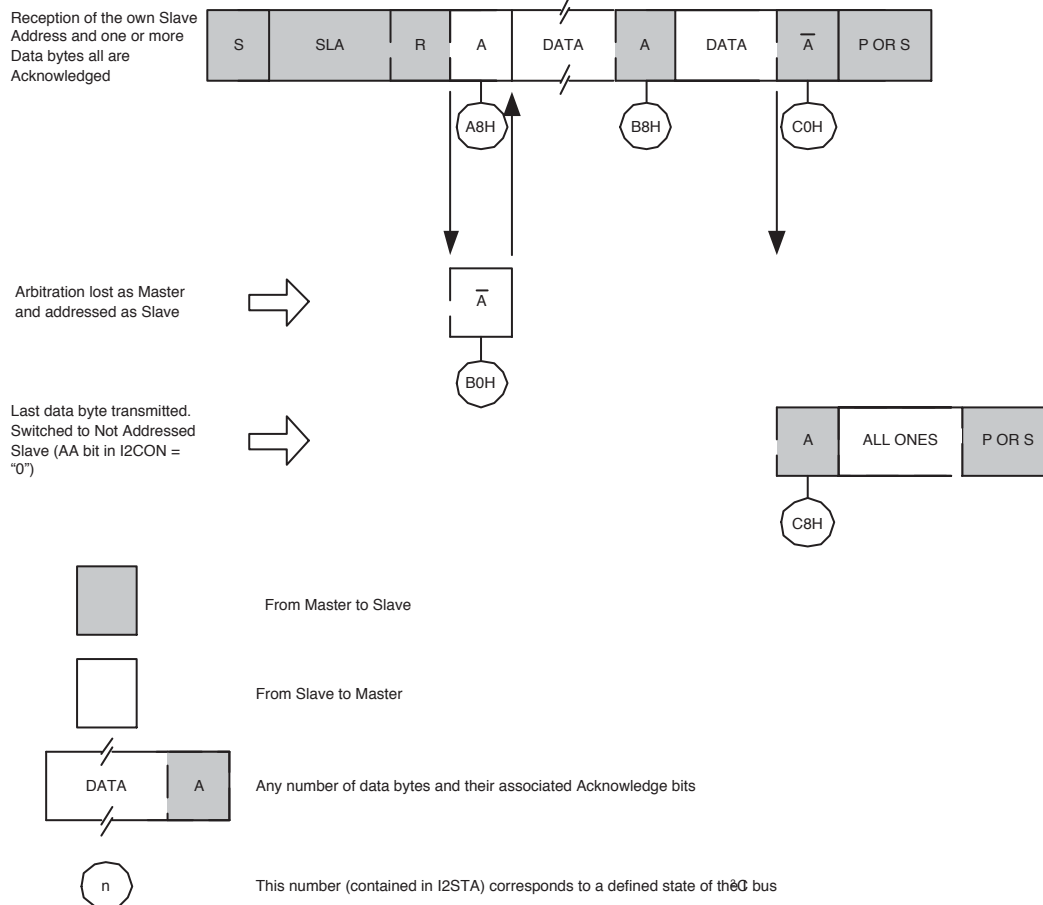 Reception of the own Slave
Address and one or more
Data bytes all are
Acknowledged
S SLA R A DATA A DATA A P OR S
A8H B8H C0H
Arbitration lost as Master
and addressed as Slave
A
B0H
Last data byte transmitted.
Switched to Not Addressed
Slave (AA bit in I2CON =
“0”)
A ALL ONES P OR S
C8H
From Master to Slave
From Slave to Master
DATA A
Any number of data bytes and their associated Acknowledge bits
n
This number (contained in I2STA) corresponds to a defined state of the bus